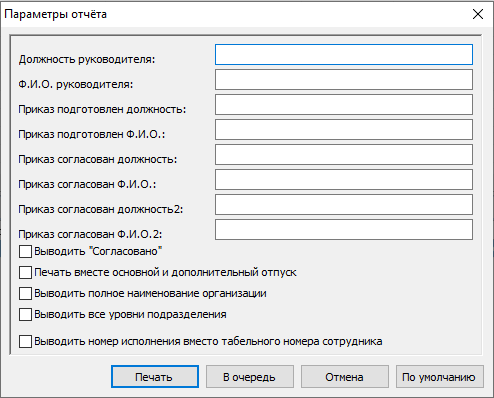 Параметры отчёта
Должность руководителя:
Ф.И.О. руководителя:
Приказ подготовлен должность:
Приказ подготовлен Ф.И.О.:
Приказ согласован должность:
Приказ согласован Ф.И.О.:
Приказ согласован должность2:
Приказ согласован Ф.И.О.2:
Выводить "Согласовано"
Печать вместе основной и дополнительный отпуск
Выводить полное наименование организации
Выводить все уровни подразделения
Выводить номер исполнения вместо табельного номера сотрудника
Печать В очередь Отмена По умолчанию